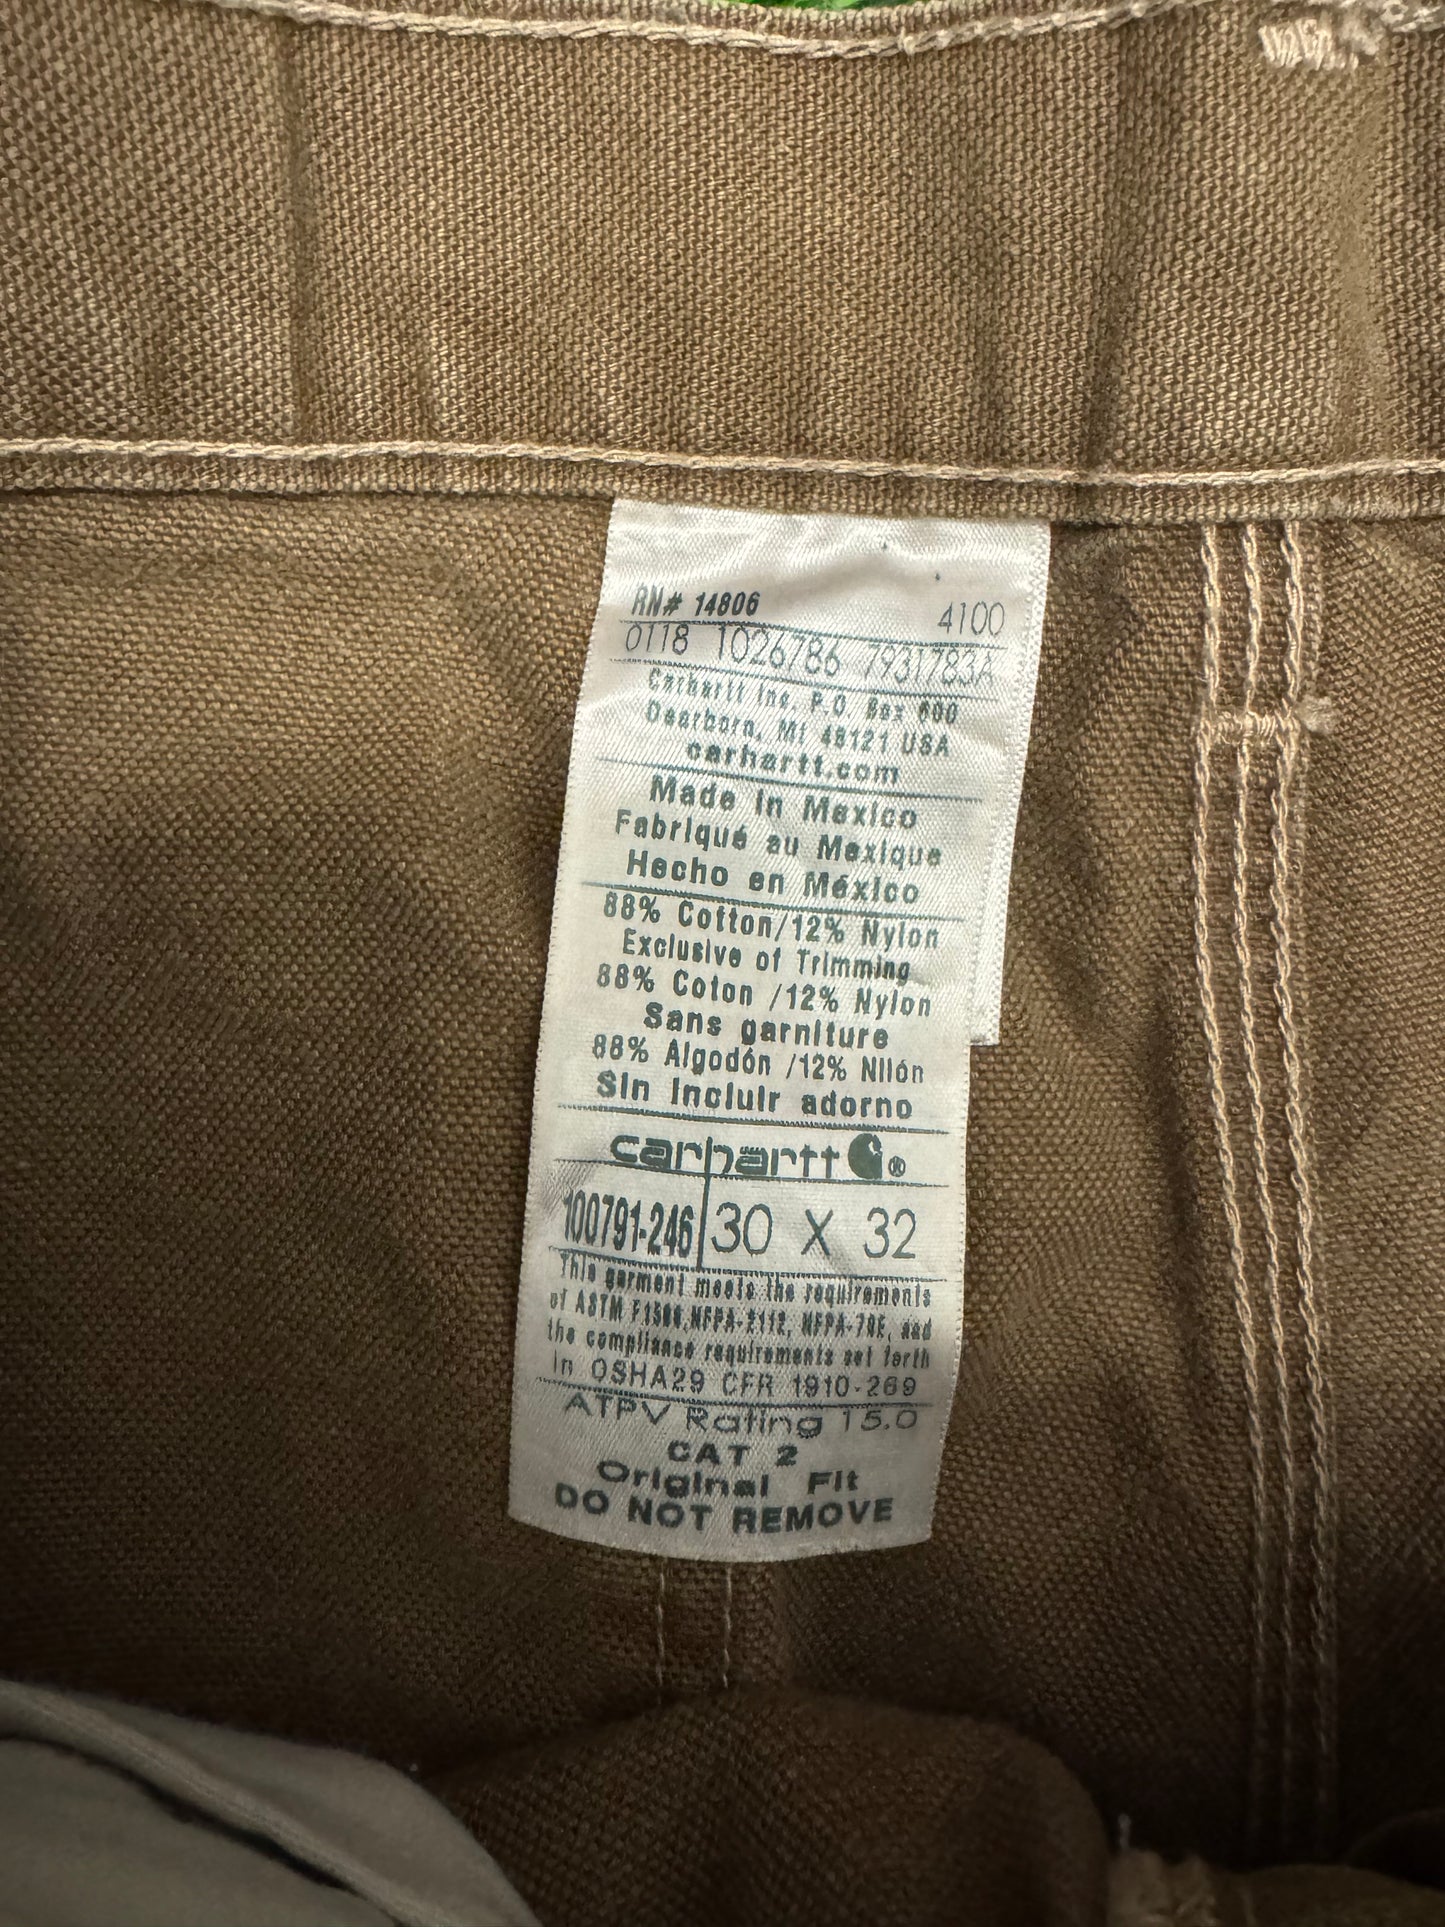 RN# 14806 4100
0118 1026786 7931783A
Carhartt Inc, P.O. Box 600
Dearborn, MI 48121 USA
carhartt.com
Made in Mexico
Fabriqué au Mexique
Hecho en México
88% Cotton/12% Nylon
Exclusive of Trimming
88% Coton /12% Nylon
Sans garniture
88% Algodón /12% Nilón
Sin Incluir adorno
carhartt ®
100791-246 30 X 32
This garment meets the requirements
of ASTM F1506,NFPA-2112, NFPA-70E, and
the compliance requirements set forth
in OSHA29 CFR 1910-269
ATPV Rating 15.0
CAT 2
Original Fit
DO NOT REMOVE